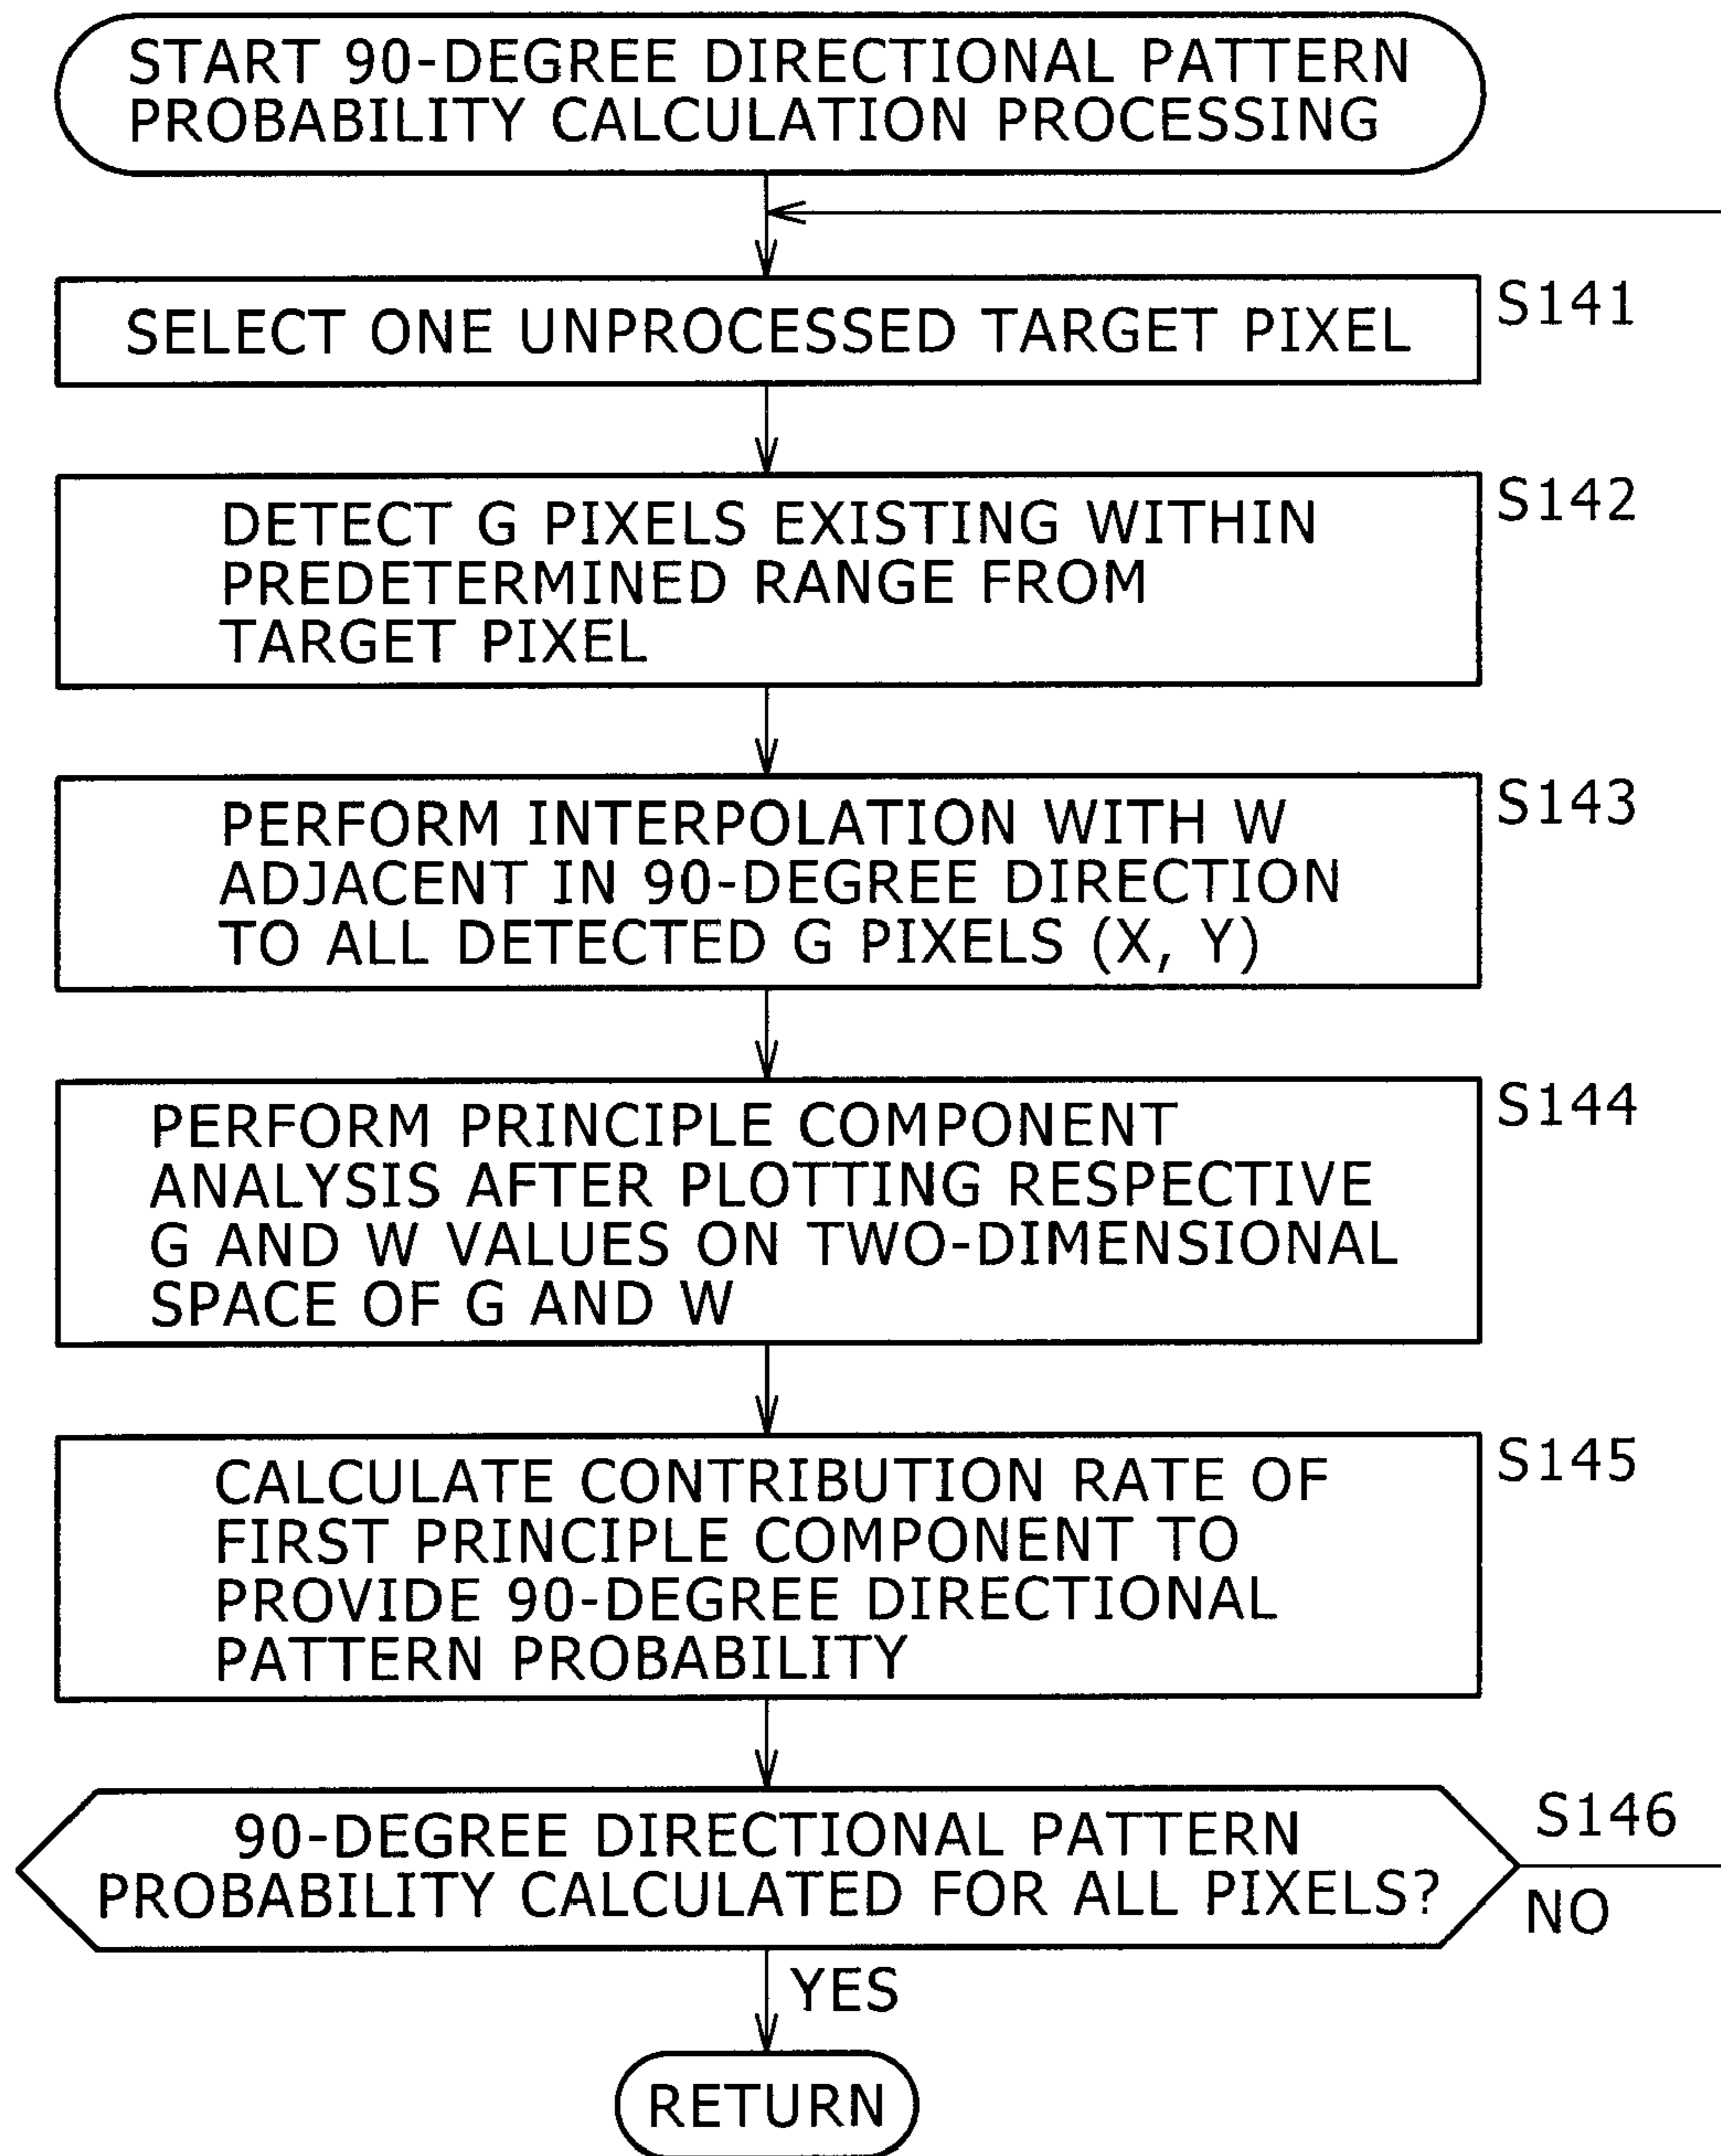 START 90-DEGREE DIRECTIONAL PATTERN
PROBABILITY CALCULATION PROCESSING
SELECT ONE UNPROCESSED TARGET PIXEL
S141
DETECT G PIXELS EXISTING WITHIN
PREDETERMINED RANGE FROM
TARGET PIXEL
S142
PERFORM INTERPOLATION WITH W
ADJACENT IN 90-DEGREE DIRECTION
TO ALL DETECTED G PIXELS (X, Y)
S143
PERFORM PRINCIPLE COMPONENT
ANALYSIS AFTER PLOTTING RESPECTIVE
G AND W VALUES ON TWO-DIMENSIONAL
SPACE OF G AND W
S144
CALCULATE CONTRIBUTION RATE OF
FIRST PRINCIPLE COMPONENT TO
PROVIDE 90-DEGREE DIRECTIONAL
PATTERN PROBABILITY
S145
90-DEGREE DIRECTIONAL PATTERN
PROBABILITY CALCULATED FOR ALL PIXELS?
S146
NO
YES
RETURN